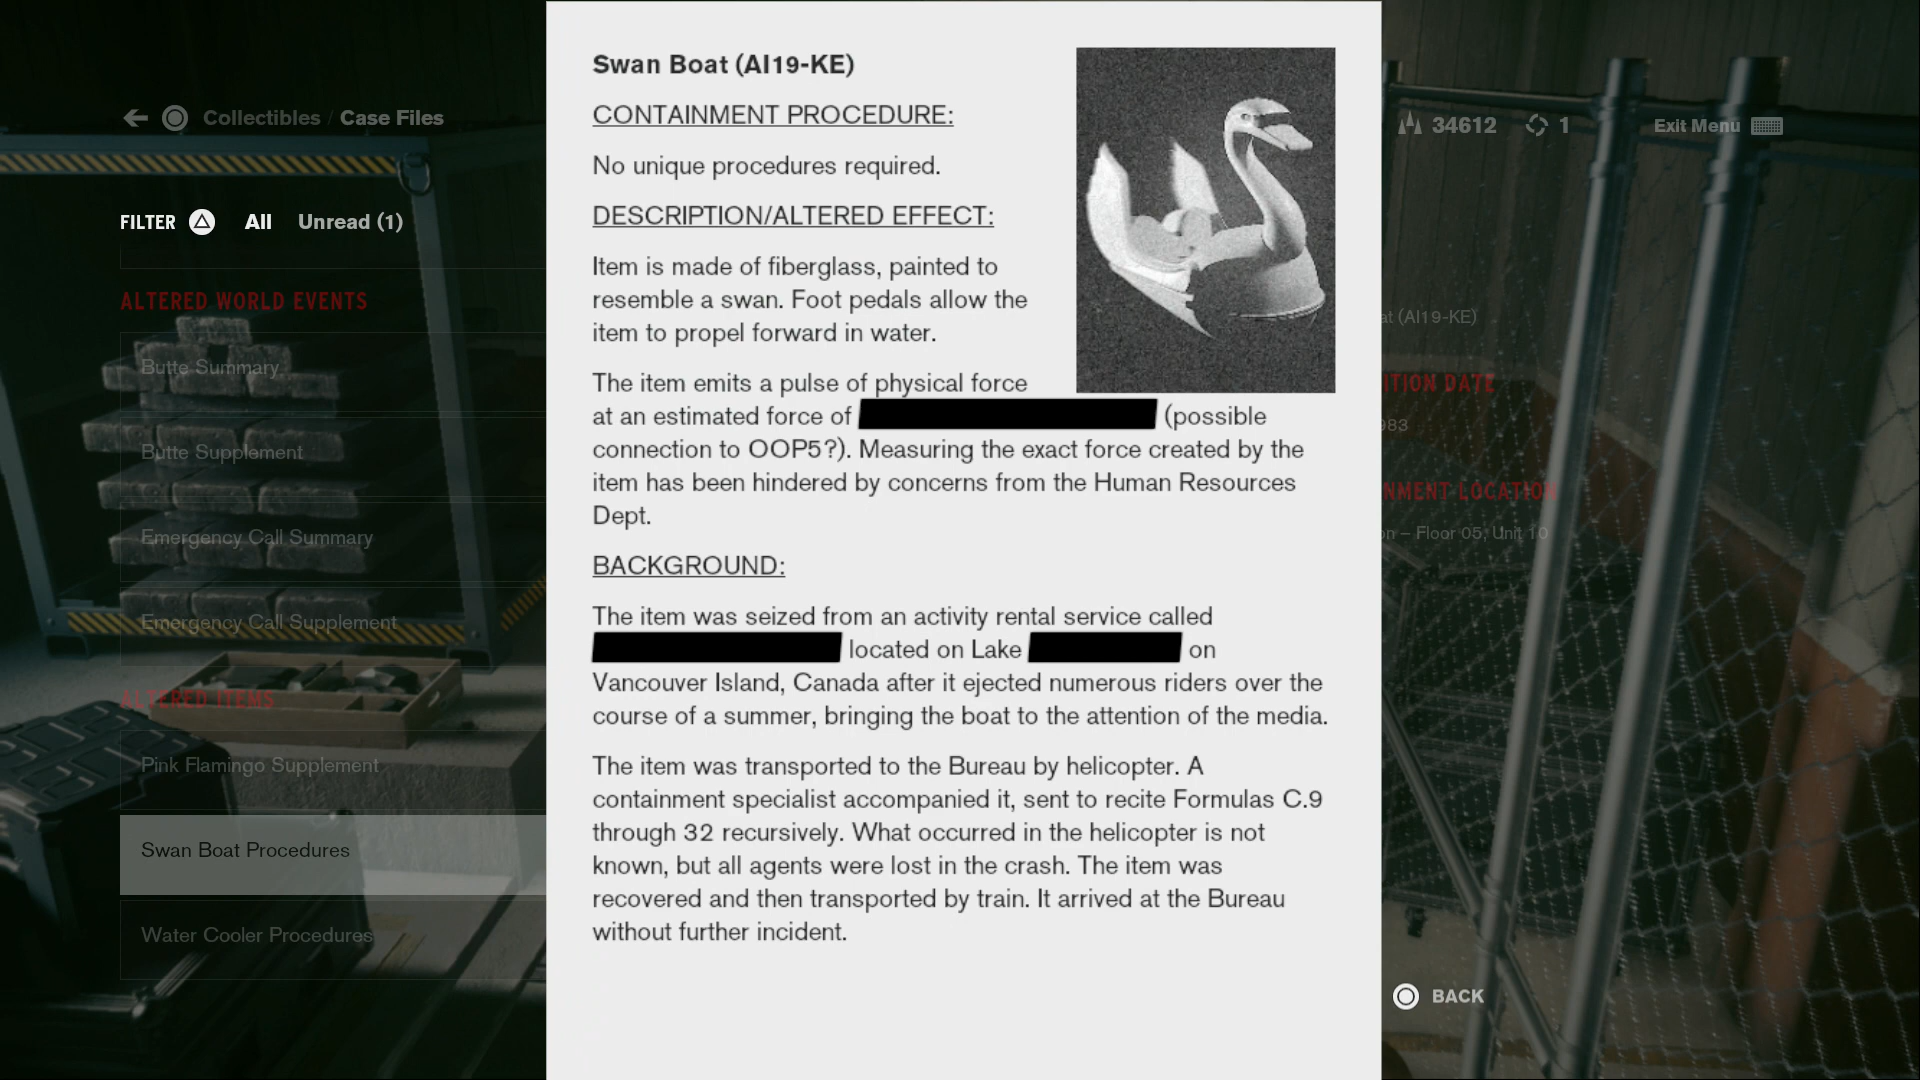 Collectibles / Case Files
34612
1
Exit Menu
FILTER All Unread (1)
ALTERED WORLD EVENTS
Butte Summary
Butte Supplement
Emergency Call Summary
Emergency Call Supplement
ALTERED ITEMS
Pink Flamingo Supplement
Swan Boat Procedures
Water Cooler Procedures
Swan Boat (AI19-KE)
CONTAINMENT PROCEDURE:
No unique procedures required.
DESCRIPTION/ALTERED EFFECT:
Item is made of fiberglass, painted to
resemble a swan. Foot pedals allow the
item to propel forward in water.
The item emits a pulse of physical force
at an estimated force of (possible
connection to OOP5?). Measuring the exact force created by the
item has been hindered by concerns from the Human Resources
Dept.
BACKGROUND:
The item was seized from an activity rental service called
located on Lake on
Vancouver Island, Canada after it ejected numerous riders over the
course of a summer, bringing the boat to the attention of the media.
The item was transported to the Bureau by helicopter. A
containment specialist accompanied it, sent to recite Formulas C.9
through 32 recursively. What occurred in the helicopter is not
known, but all agents were lost in the crash. The item was
recovered and then transported by train. It arrived at the Bureau
without further incident.
(AI19-KE)
DATE
LOCATION
– Floor 05, Unit 10
BACK